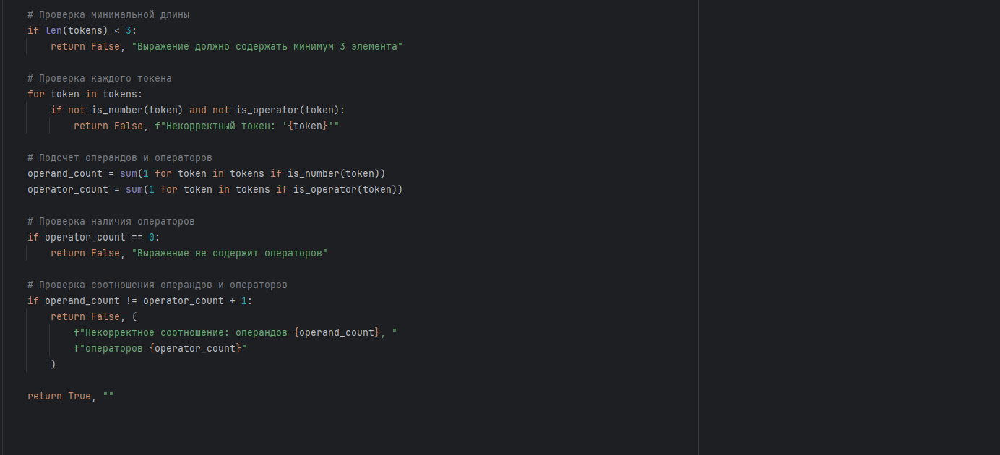 # Проверка минимальной длины
if len(tokens) < 3:
    return False, "Выражение должно содержать минимум 3 элемента"

# Проверка каждого токена
for token in tokens:
    if not is_number(token) and not is_operator(token):
        return False, f"Некорректный токен: '{token}'"

# Подсчет операндов и операторов
operand_count = sum(1 for token in tokens if is_number(token))
operator_count = sum(1 for token in tokens if is_operator(token))

# Проверка наличия операторов
if operator_count == 0:
    return False, "Выражение не содержит операторов"

# Проверка соотношения операндов и операторов
if operand_count != operator_count + 1:
    return False, (
        f"Некорректное соотношение: операндов {operand_count}, "
        f"операторов {operator_count}"
    )

return True, ""